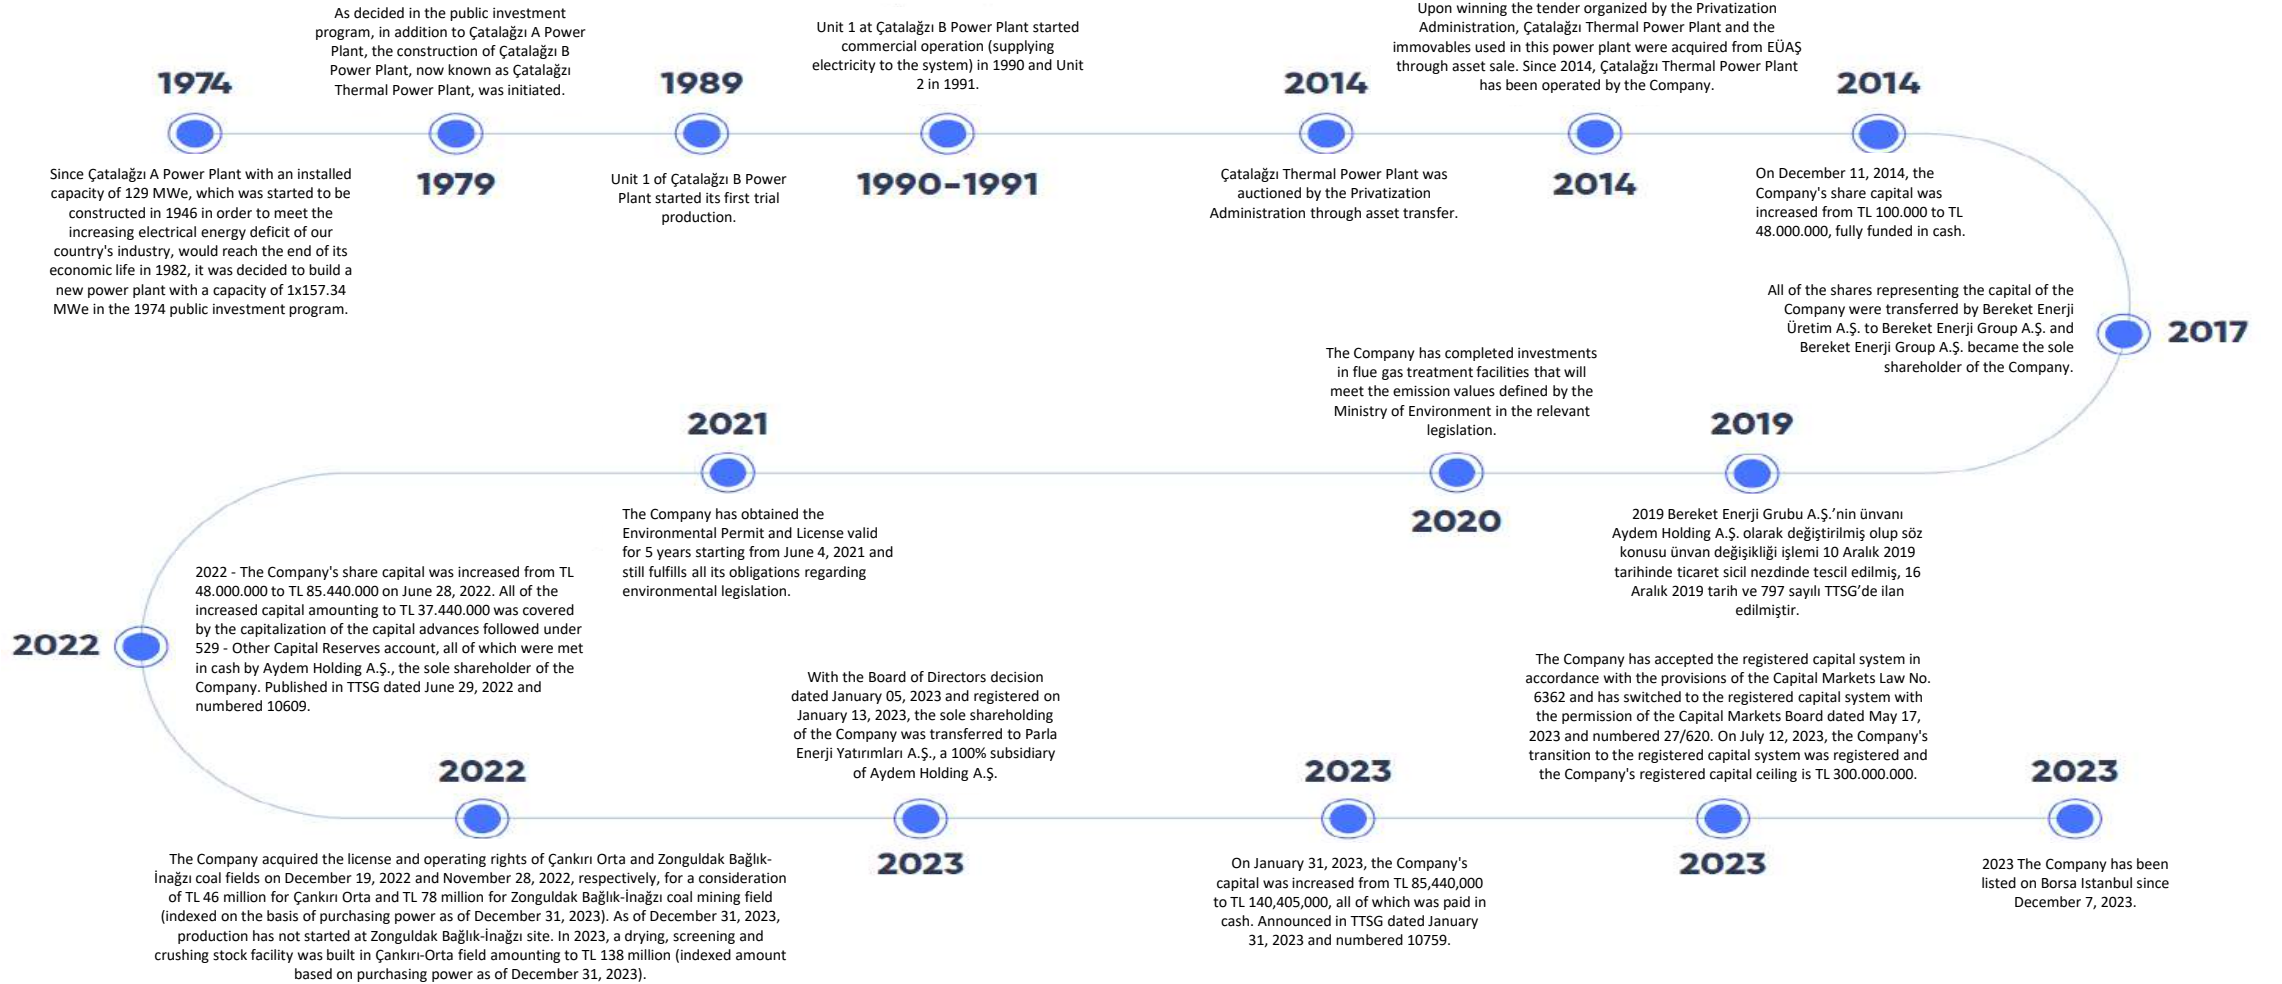 1974
Since Çatalağzı A Power Plant with an installed
capacity of 129 MWe, which was started to be
constructed in 1946 in order to meet the
increasing electrical energy deficit of our
country's industry, would reach the end of its
economic life in 1982, it was decided to build a
new power plant with a capacity of 1x157.34
MWe in the 1974 public investment program.
As decided in the public investment
program, in addition to Çatalağzı A Power
Plant, the construction of Çatalağzı B
Power Plant, now known as Çatalağzı
Thermal Power Plant, was initiated.
1979
1989
Unit 1 of Çatalağzı B Power
Plant started its first trial
production.
Unit 1 at Çatalağzı B Power Plant started
commercial operation (supplying
electricity to the system) in 1990 and Unit
2 in 1991.
1990-1991
2014
Çatalağzı Thermal Power Plant was
auctioned by the Privatization
Administration through asset transfer.
Upon winning the tender organized by the Privatization
Administration, Çatalağzı Thermal Power Plant and the
immovables used in this power plant were acquired from EÜAŞ
through asset sale. Since 2014, Çatalağzı Thermal Power Plant
has been operated by the Company.
2014
2014
On December 11, 2014, the
Company's share capital was
increased from TL 100.000 to TL
48.000.000, fully funded in cash.
All of the shares representing the capital of the
Company were transferred by Bereket Enerji
Üretim A.Ş. to Bereket Enerji Group A.Ş. and
Bereket Enerji Group A.Ş. became the sole
shareholder of the Company.
2017
2019
2019 Bereket Enerji Grubu A.Ş.’nin ünvanı
Aydem Holding A.Ş. olarak değiştirilmiş olup söz
konusu ünvan değişikliği işlemi 10 Aralık 2019
tarihinde ticaret sicil nezdinde tescil edilmiş, 16
Aralık 2019 tarih ve 797 sayılı TTSG’de ilan
edilmiştir.
The Company has completed investments
in flue gas treatment facilities that will
meet the emission values defined by the
Ministry of Environment in the relevant
legislation.
2020
2021
The Company has obtained the
Environmental Permit and License valid
for 5 years starting from June 4, 2021 and
still fulfills all its obligations regarding
environmental legislation.
2022
2022 - The Company's share capital was increased from TL
48.000.000 to TL 85.440.000 on June 28, 2022. All of the
increased capital amounting to TL 37.440.000 was covered
by the capitalization of the capital advances followed under
529 - Other Capital Reserves account, all of which were met
in cash by Aydem Holding A.Ş., the sole shareholder of the
Company. Published in TTSG dated June 29, 2022 and
numbered 10609.
2022
The Company acquired the license and operating rights of Çankırı Orta and Zonguldak Bağlık-
İnağzı coal fields on December 19, 2022 and November 28, 2022, respectively, for a consideration
of TL 46 million for Çankırı Orta and TL 78 million for Zonguldak Bağlık-İnağzı coal mining field
(indexed on the basis of purchasing power as of December 31, 2023). As of December 31, 2023,
production has not started at Zonguldak Bağlık-İnağzı site. In 2023, a drying, screening and
crushing stock facility was built in Çankırı-Orta field amounting to TL 138 million (indexed amount
based on purchasing power as of December 31, 2023).
With the Board of Directors decision
dated January 05, 2023 and registered on
January 13, 2023, the sole shareholding
of the Company was transferred to Parla
Enerji Yatırımları A.Ş., a 100% subsidiary
of Aydem Holding A.Ş.
2023
2023
On January 31, 2023, the Company's
capital was increased from TL 85,440,000
to TL 140,405,000, all of which was paid in
cash. Announced in TTSG dated January
31, 2023 and numbered 10759.
The Company has accepted the registered capital system in
accordance with the provisions of the Capital Markets Law No.
6362 and has switched to the registered capital system with
the permission of the Capital Markets Board dated May 17,
2023 and numbered 27/620. On July 12, 2023, the Company's
transition to the registered capital system was registered and
the Company's registered capital ceiling is TL 300.000.000.
2023
2023
2023 The Company has been
listed on Borsa Istanbul since
December 7, 2023.